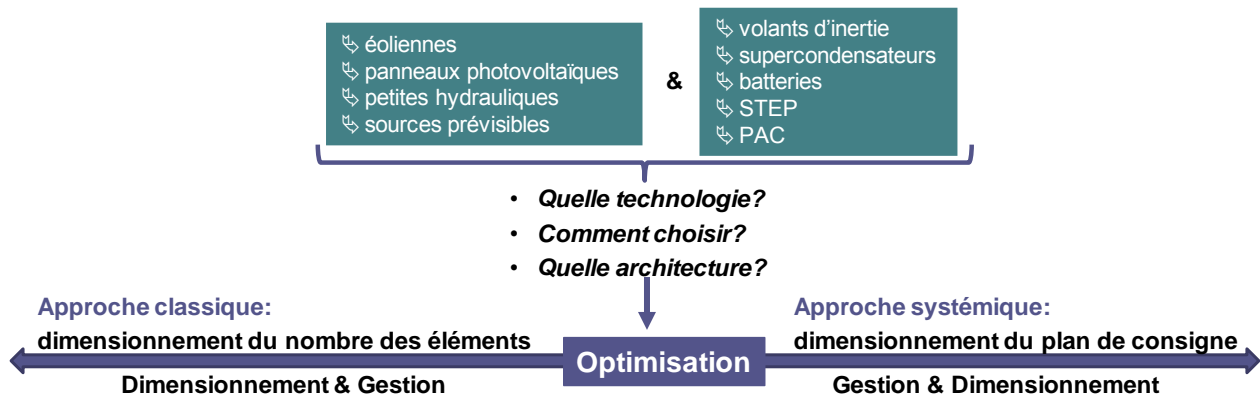 ↳ éoliennes
↳ panneaux photovoltaïques
↳ petites hydrauliques
↳ sources prévisibles
&
↳ volants d'inertie
↳ supercondensateurs
↳ batteries
↳ STEP
↳ PAC
• Quelle technologie?
• Comment choisir?
• Quelle architecture?
Approche classique:
dimensionnement du nombre des éléments
Dimensionnement & Gestion
Optimisation
Approche systémique:
dimensionnement du plan de consigne
Gestion & Dimensionnement